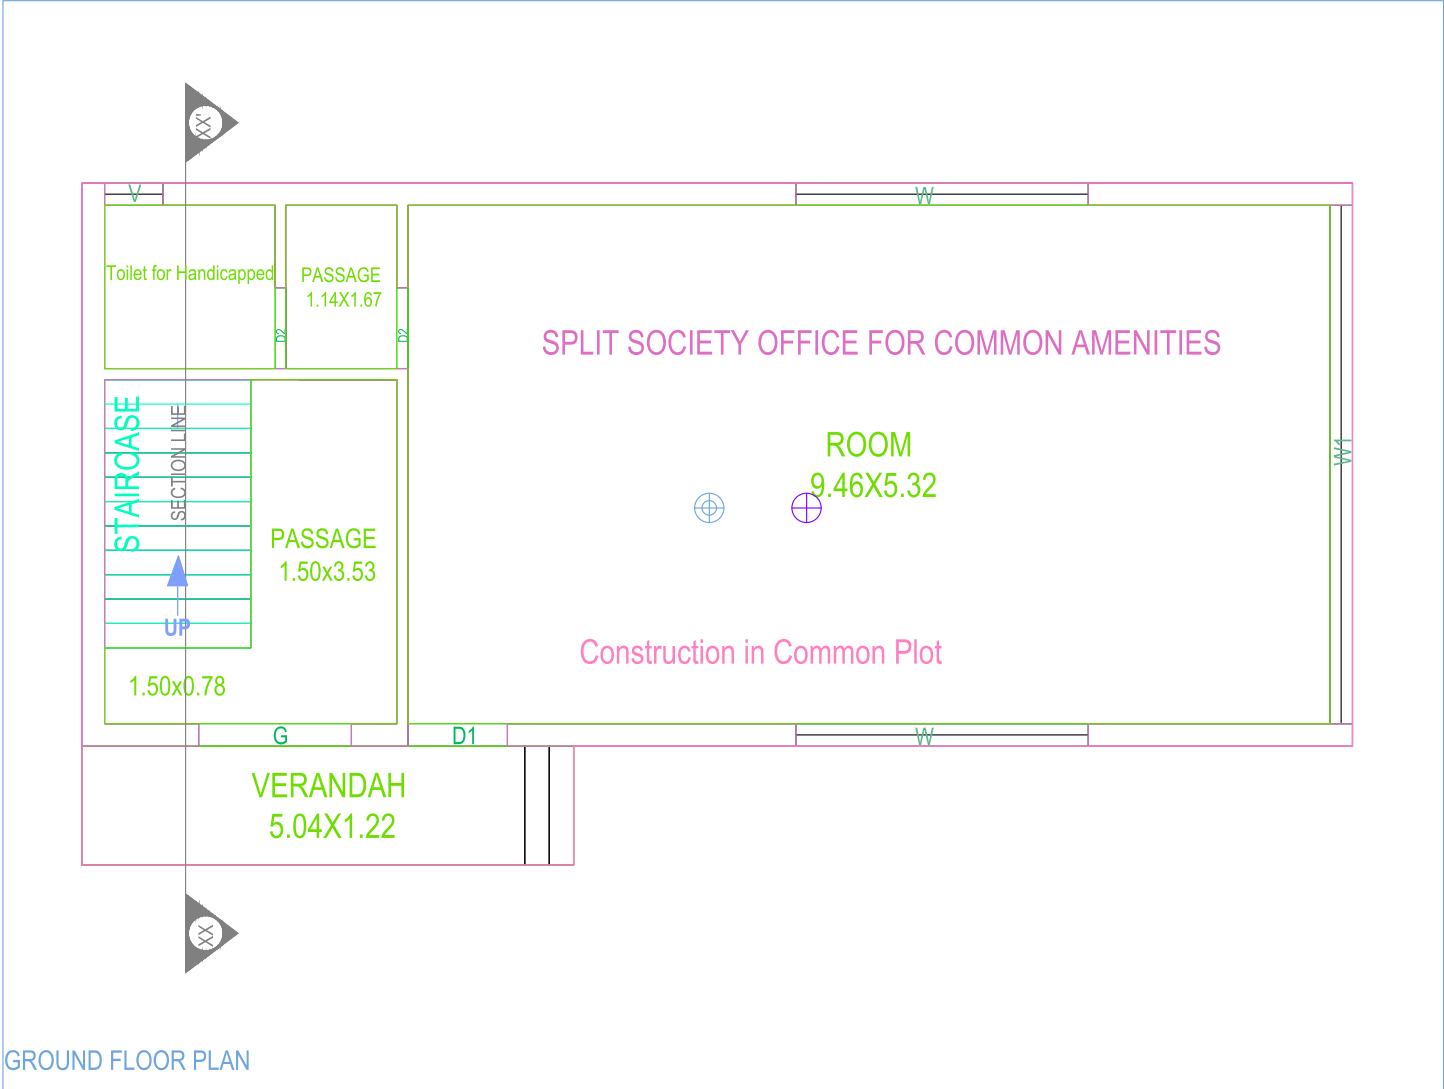 XX'
V
W
Toilet for Handicapped
PASSAGE
1.14X1.67
D2
D2
SPLIT SOCIETY OFFICE FOR COMMON AMENITIES
STAIRCASE
SECTION LINE
ROOM
9.46X5.32
W1
PASSAGE
1.50x3.53
UP
Construction in Common Plot
1.50x0.78
G
D1
W
VERANDAH
5.04X1.22
XX
GROUND FLOOR PLAN